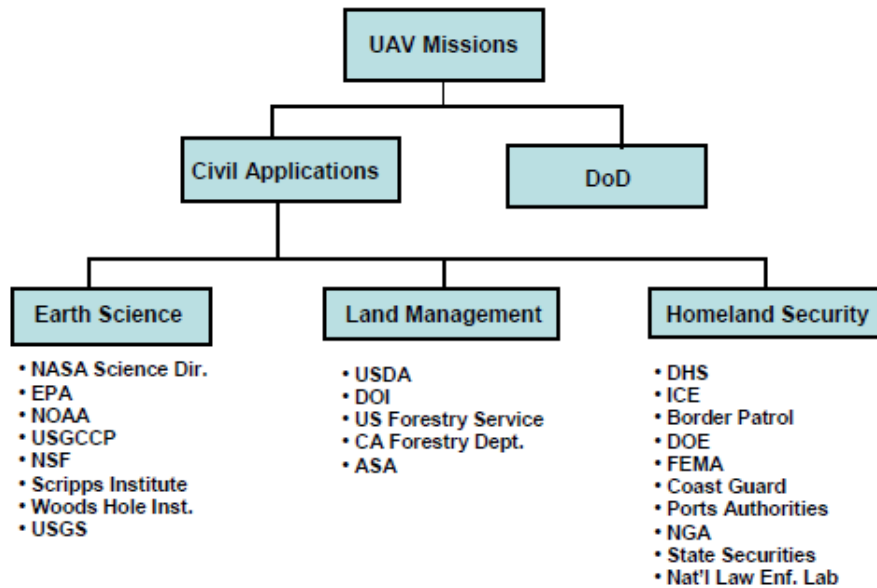 UAV Missions
Civil Applications
DoD
Earth Science
Land Management
Homeland Security
• NASA Science Dir.
• EPA
• NOAA
• USGCCP
• NSF
• Scripps Institute
• Woods Hole Inst.
• USGS
• USDA
• DOI
• US Forestry Service
• CA Forestry Dept.
• ASA
• DHS
• ICE
• Border Patrol
• DOE
• FEMA
• Coast Guard
• Ports Authorities
• NGA
• State Securities
• Nat'l Law Enf. Lab